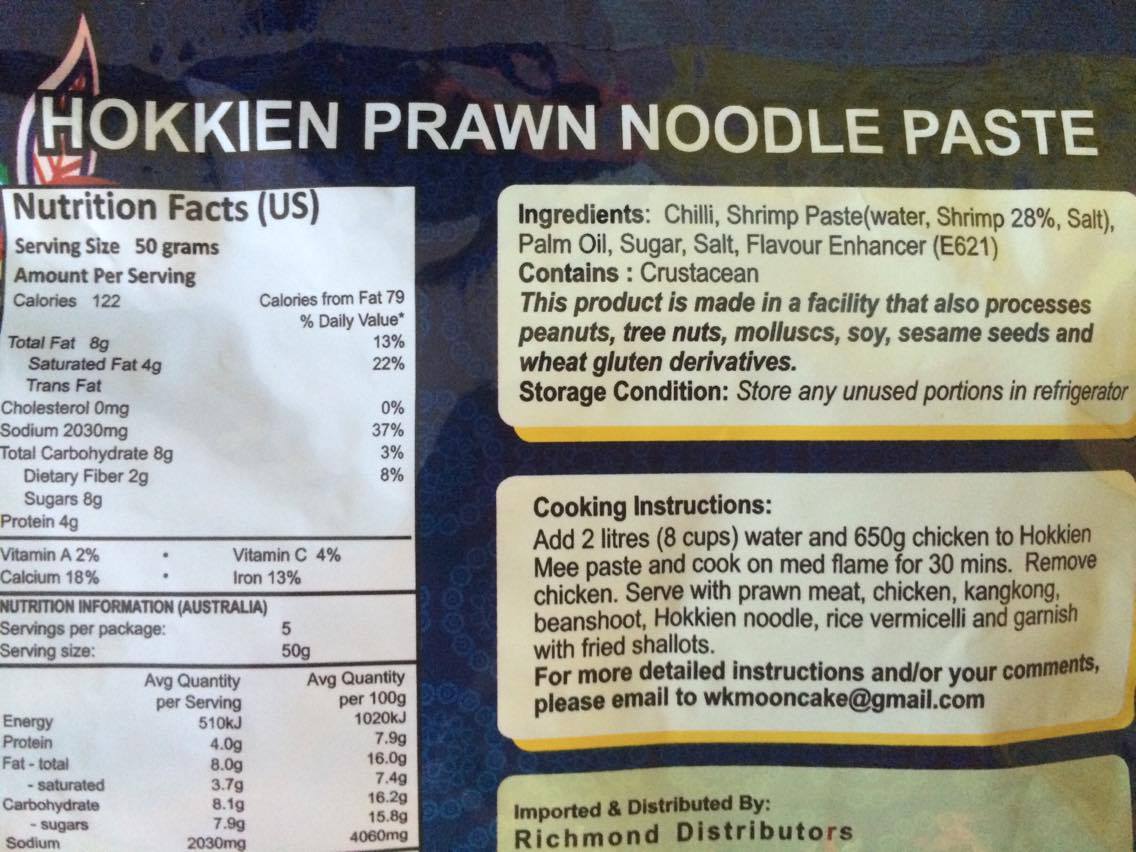 HOKKIEN PRAWN NOODLE PASTE
Nutrition Facts (US)
Serving Size 50 grams
Amount Per Serving
Calories 122 Calories from Fat 79
% Daily Value*
Total Fat 8g 13%
Saturated Fat 4g 22%
Trans Fat
Cholesterol 0mg 0%
Sodium 2030mg 37%
Total Carbohydrate 8g 3%
Dietary Fiber 2g 8%
Sugars 8g
Protein 4g
Vitamin A 2% • Vitamin C 4%
Calcium 18% • Iron 13%
NUTRITION INFORMATION (AUSTRALIA)
Servings per package: 5
Serving size: 50g
Avg Quantity Avg Quantity
per Serving per 100g
Energy 510kJ 1020kJ
Protein 4.0g 7.9g
Fat - total 8.0g 16.0g
- saturated 3.7g 7.4g
Carbohydrate 8.1g 16.2g
- sugars 7.9g 15.8g
Sodium 2030mg 4060mg
Ingredients: Chilli, Shrimp Paste(water, Shrimp 28%, Salt),
Palm Oil, Sugar, Salt, Flavour Enhancer (E621)
Contains : Crustacean
This product is made in a facility that also processes
peanuts, tree nuts, molluscs, soy, sesame seeds and
wheat gluten derivatives.
Storage Condition: Store any unused portions in refrigerator
Cooking Instructions:
Add 2 litres (8 cups) water and 650g chicken to Hokkien
Mee paste and cook on med flame for 30 mins. Remove
chicken. Serve with prawn meat, chicken, kangkong,
beanshoot, Hokkien noodle, rice vermicelli and garnish
with fried shallots.
For more detailed instructions and/or your comments,
please email to wkmooncake@gmail.com
Imported & Distributed By:
Richmond Distributors